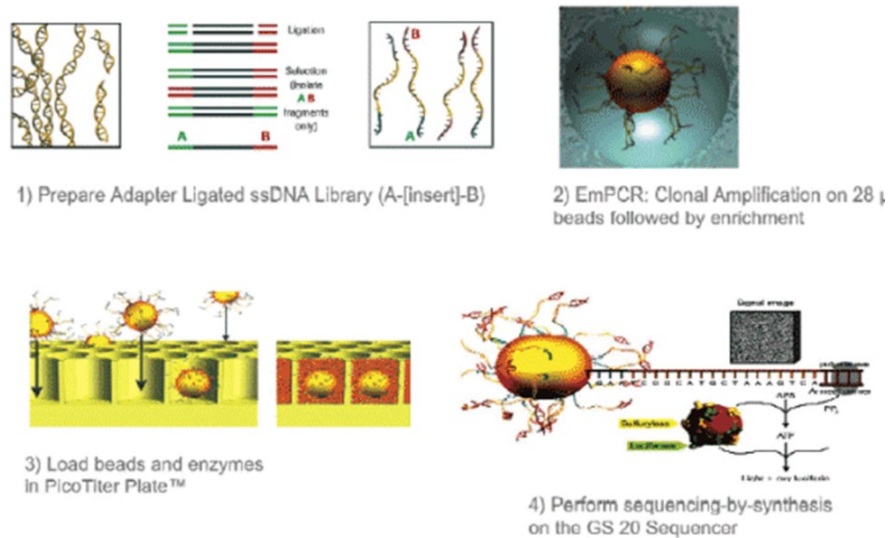 Ligation
Selection
(Isolate
A B
fragments
only)
A B
B
A
1) Prepare Adapter Ligated ssDNA Library (A-[insert]-B)
2) EmPCR: Clonal Amplification on 28 µ
beads followed by enrichment
3) Load beads and enzymes
in PicoTiter Plate™
Signal image
polymerase
APS
PPi
Sulfurylase
Luciferase
ATP
Light + oxy luciferin
4) Perform sequencing-by-synthesis
on the GS 20 Sequencer